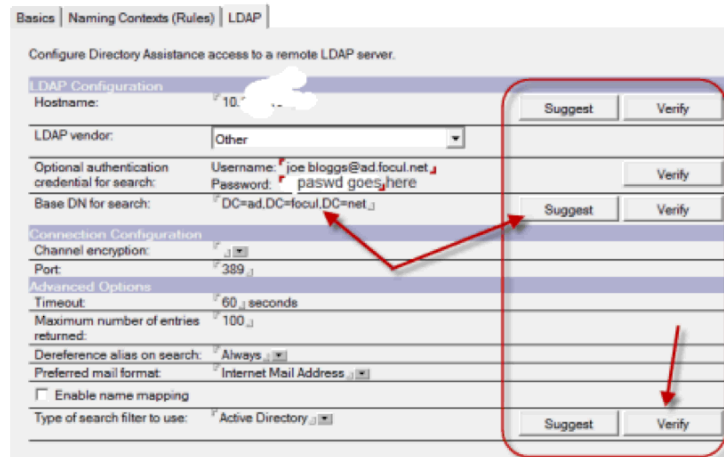 Basics Naming Contexts (Rules) LDAP
Configure Directory Assistance access to a remote LDAP server.
LDAP Configuration
Hostname: 10. Suggest Verify
LDAP vendor: Other
Optional authentication credential for search: Username: joe bloggs@ad.focul.net Verify
Password: paswd goes here
Base DN for search: DC=ad,DC=focul,DC=net Suggest Verify
Connection Configuration
Channel encryption:
Port: 389
Advanced Options
Timeout: 60 seconds
Maximum number of entries returned: 100
Dereference alias on search: Always
Preferred mail format: Internet Mail Address
Enable name mapping
Type of search filter to use: Active Directory Suggest Verify